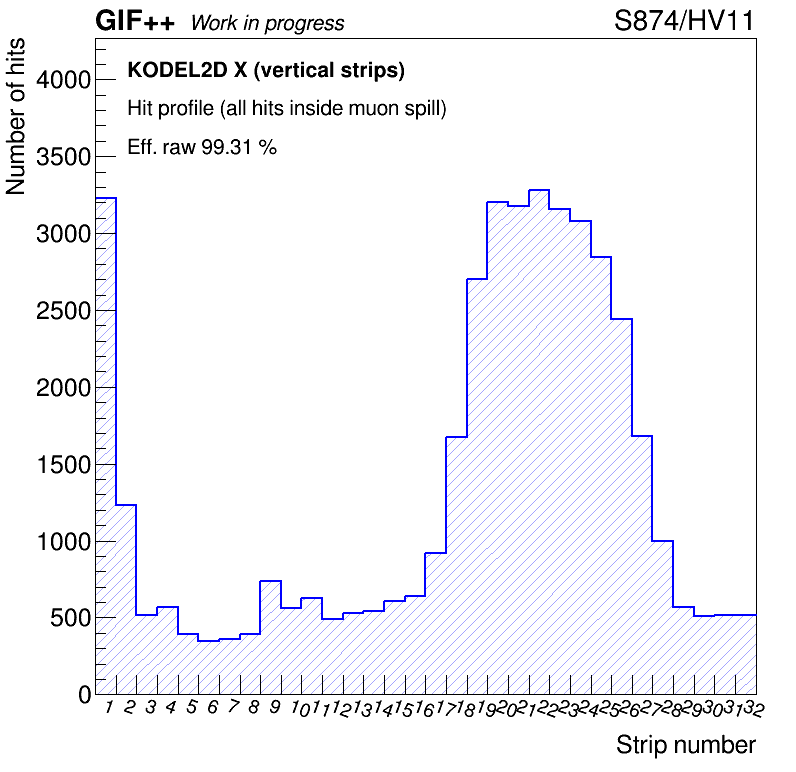 GIF++ Work in progress S874/HV11
Number of hits
KODEL2D X (vertical strips)
Hit profile (all hits inside muon spill)
Eff. raw 99.31 %
4000
3500
3000
2500
2000
1500
1000
500
0
1 2 3 4 5 6 7 8 9 10 11 12 13 14 15 16 17 18 19 20 21 22 23 24 25 26 27 28 29 30 31 32
Strip number